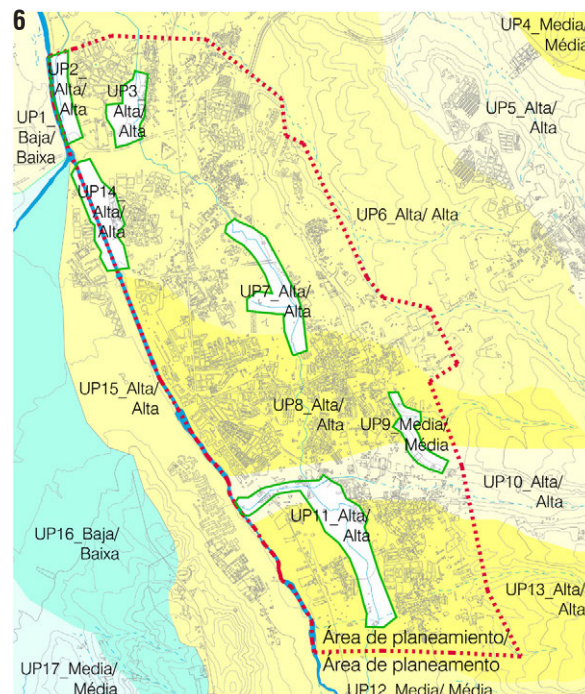 6
UP4_Media/
Média
UP2_
Alta/
Alta
UP3_
Alta/
Alta
UP5_Alta/
Alta
UP1_
Baja/
Baixa
UP14_
Alta/
Alta
UP6_Alta/ Alta
UP7_Alta/
Alta
UP15_Alta/
Alta
UP8_Alta/
Alta
UP9_Media/
Média
UP10_Alta/
Alta
UP11_Alta/
Alta
UP16_Baja/
Baixa
UP13_Alta/
Alta
Área de planeamiento/
Área de planeamento
UP17_Media/
Média
UP12_Media/ Média